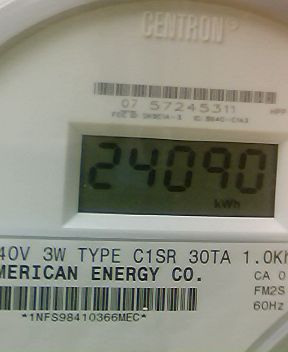 CENTRON®
07 57245311
24090
kWh
40V 3W TYPE C1SR 30TA 1.0Kh
MERICAN ENERGY CO.
CA 0
FM2S
60Hz
*1NFS98410366MEC*